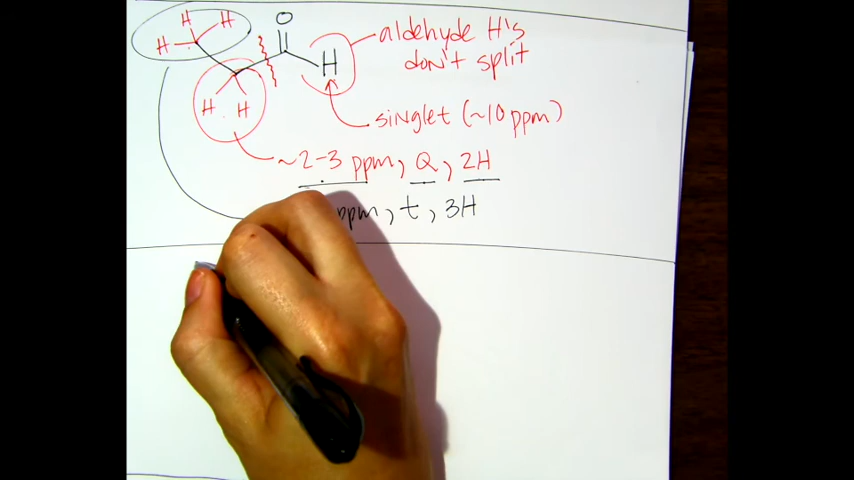 H H
H
O
H
H H
aldehyde H's
don't split
singlet (~10 ppm)
~2-3 ppm, Q, 2H
ppm, t, 3H